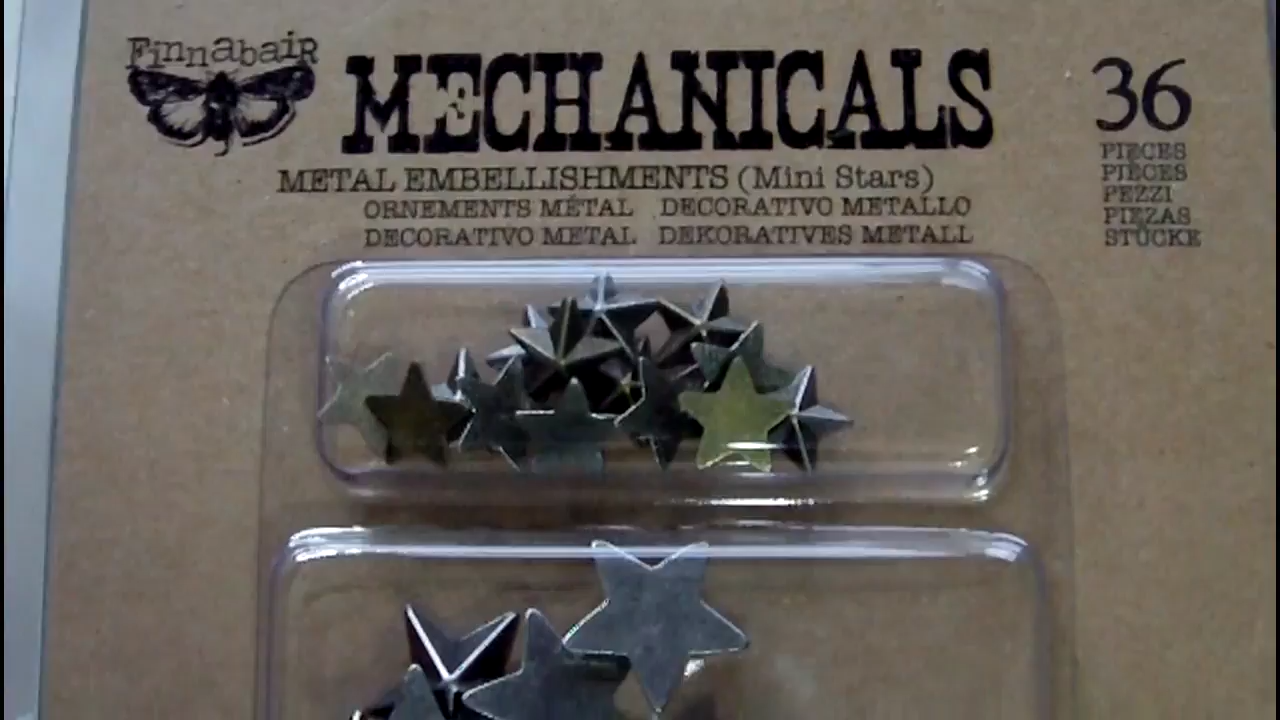 Finnabair
MECHANICALS
METAL EMBELLISHMENTS (Mini Stars)
ORNEMENTS MÉTAL DECORATIVO METALLO
DECORATIVO METAL DEKORATIVES METALL
36
PIECES
PIÈCES
PEZZI
PIEZAS
STÜCKE